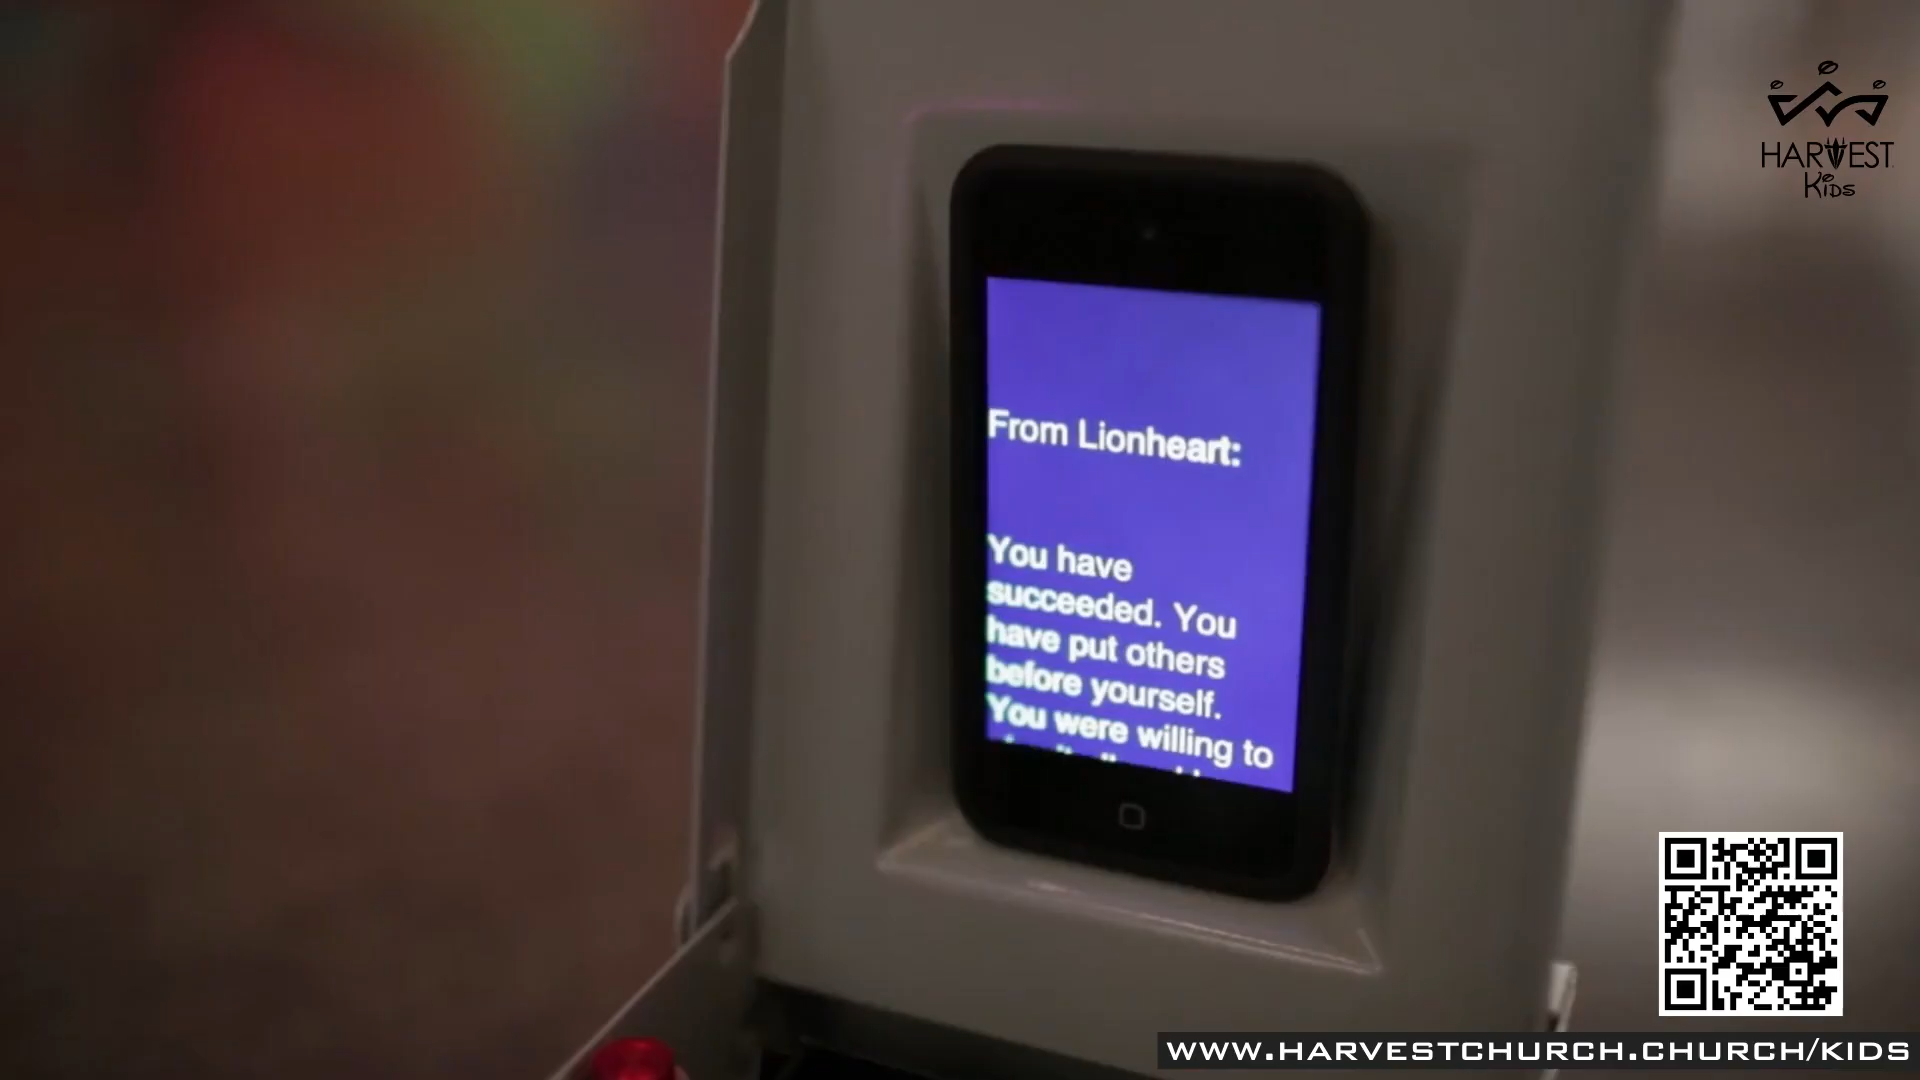 HARVEST
KIDS
From Lionheart:
You have
succeeded. You
have put others
before yourself.
You were willing to
WWW.HARVESTCHURCH.CHURCH/KIDS